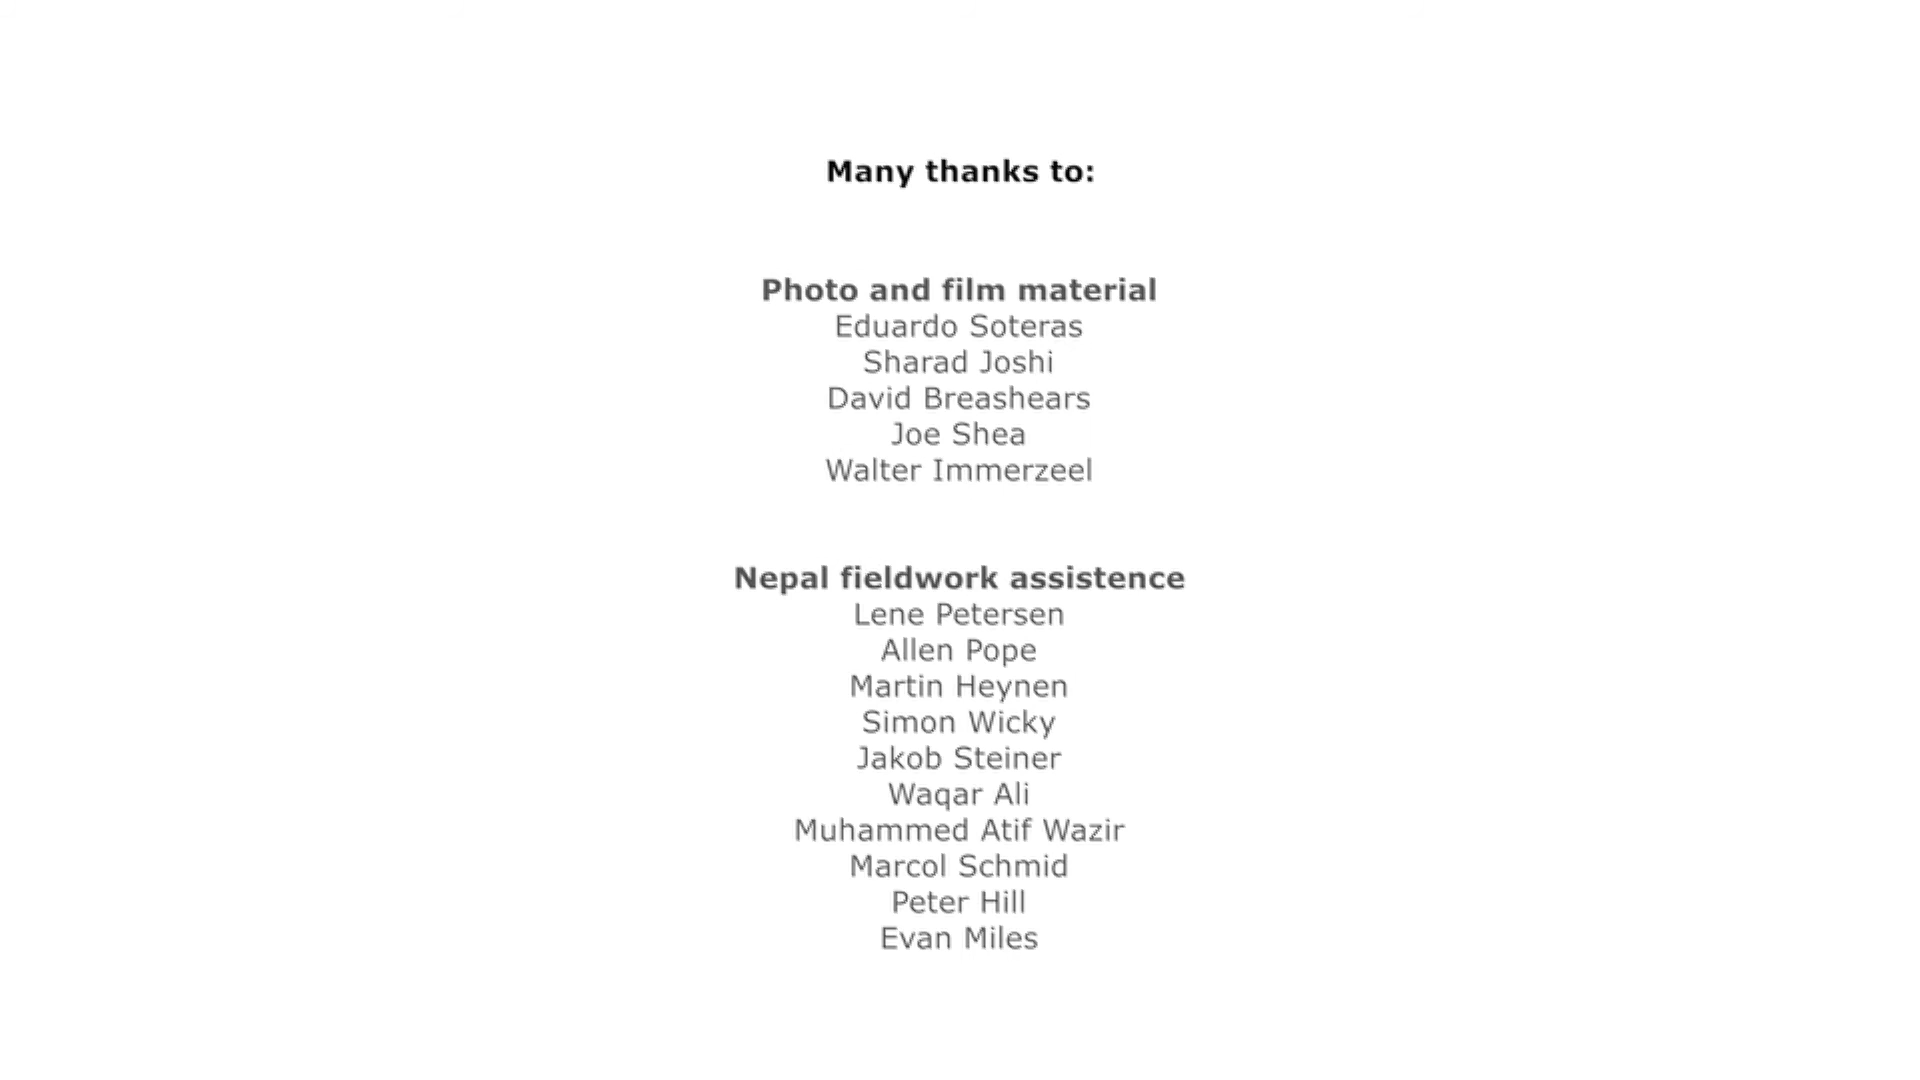 Many thanks to:
Photo and film material
Eduardo Soteras
Sharad Joshi
David Breashears
Joe Shea
Walter Immerzeel
Nepal fieldwork assistence
Lene Petersen
Allen Pope
Martin Heynen
Simon Wicky
Jakob Steiner
Waqar Ali
Muhammed Atif Wazir
Marcol Schmid
Peter Hill
Evan Miles